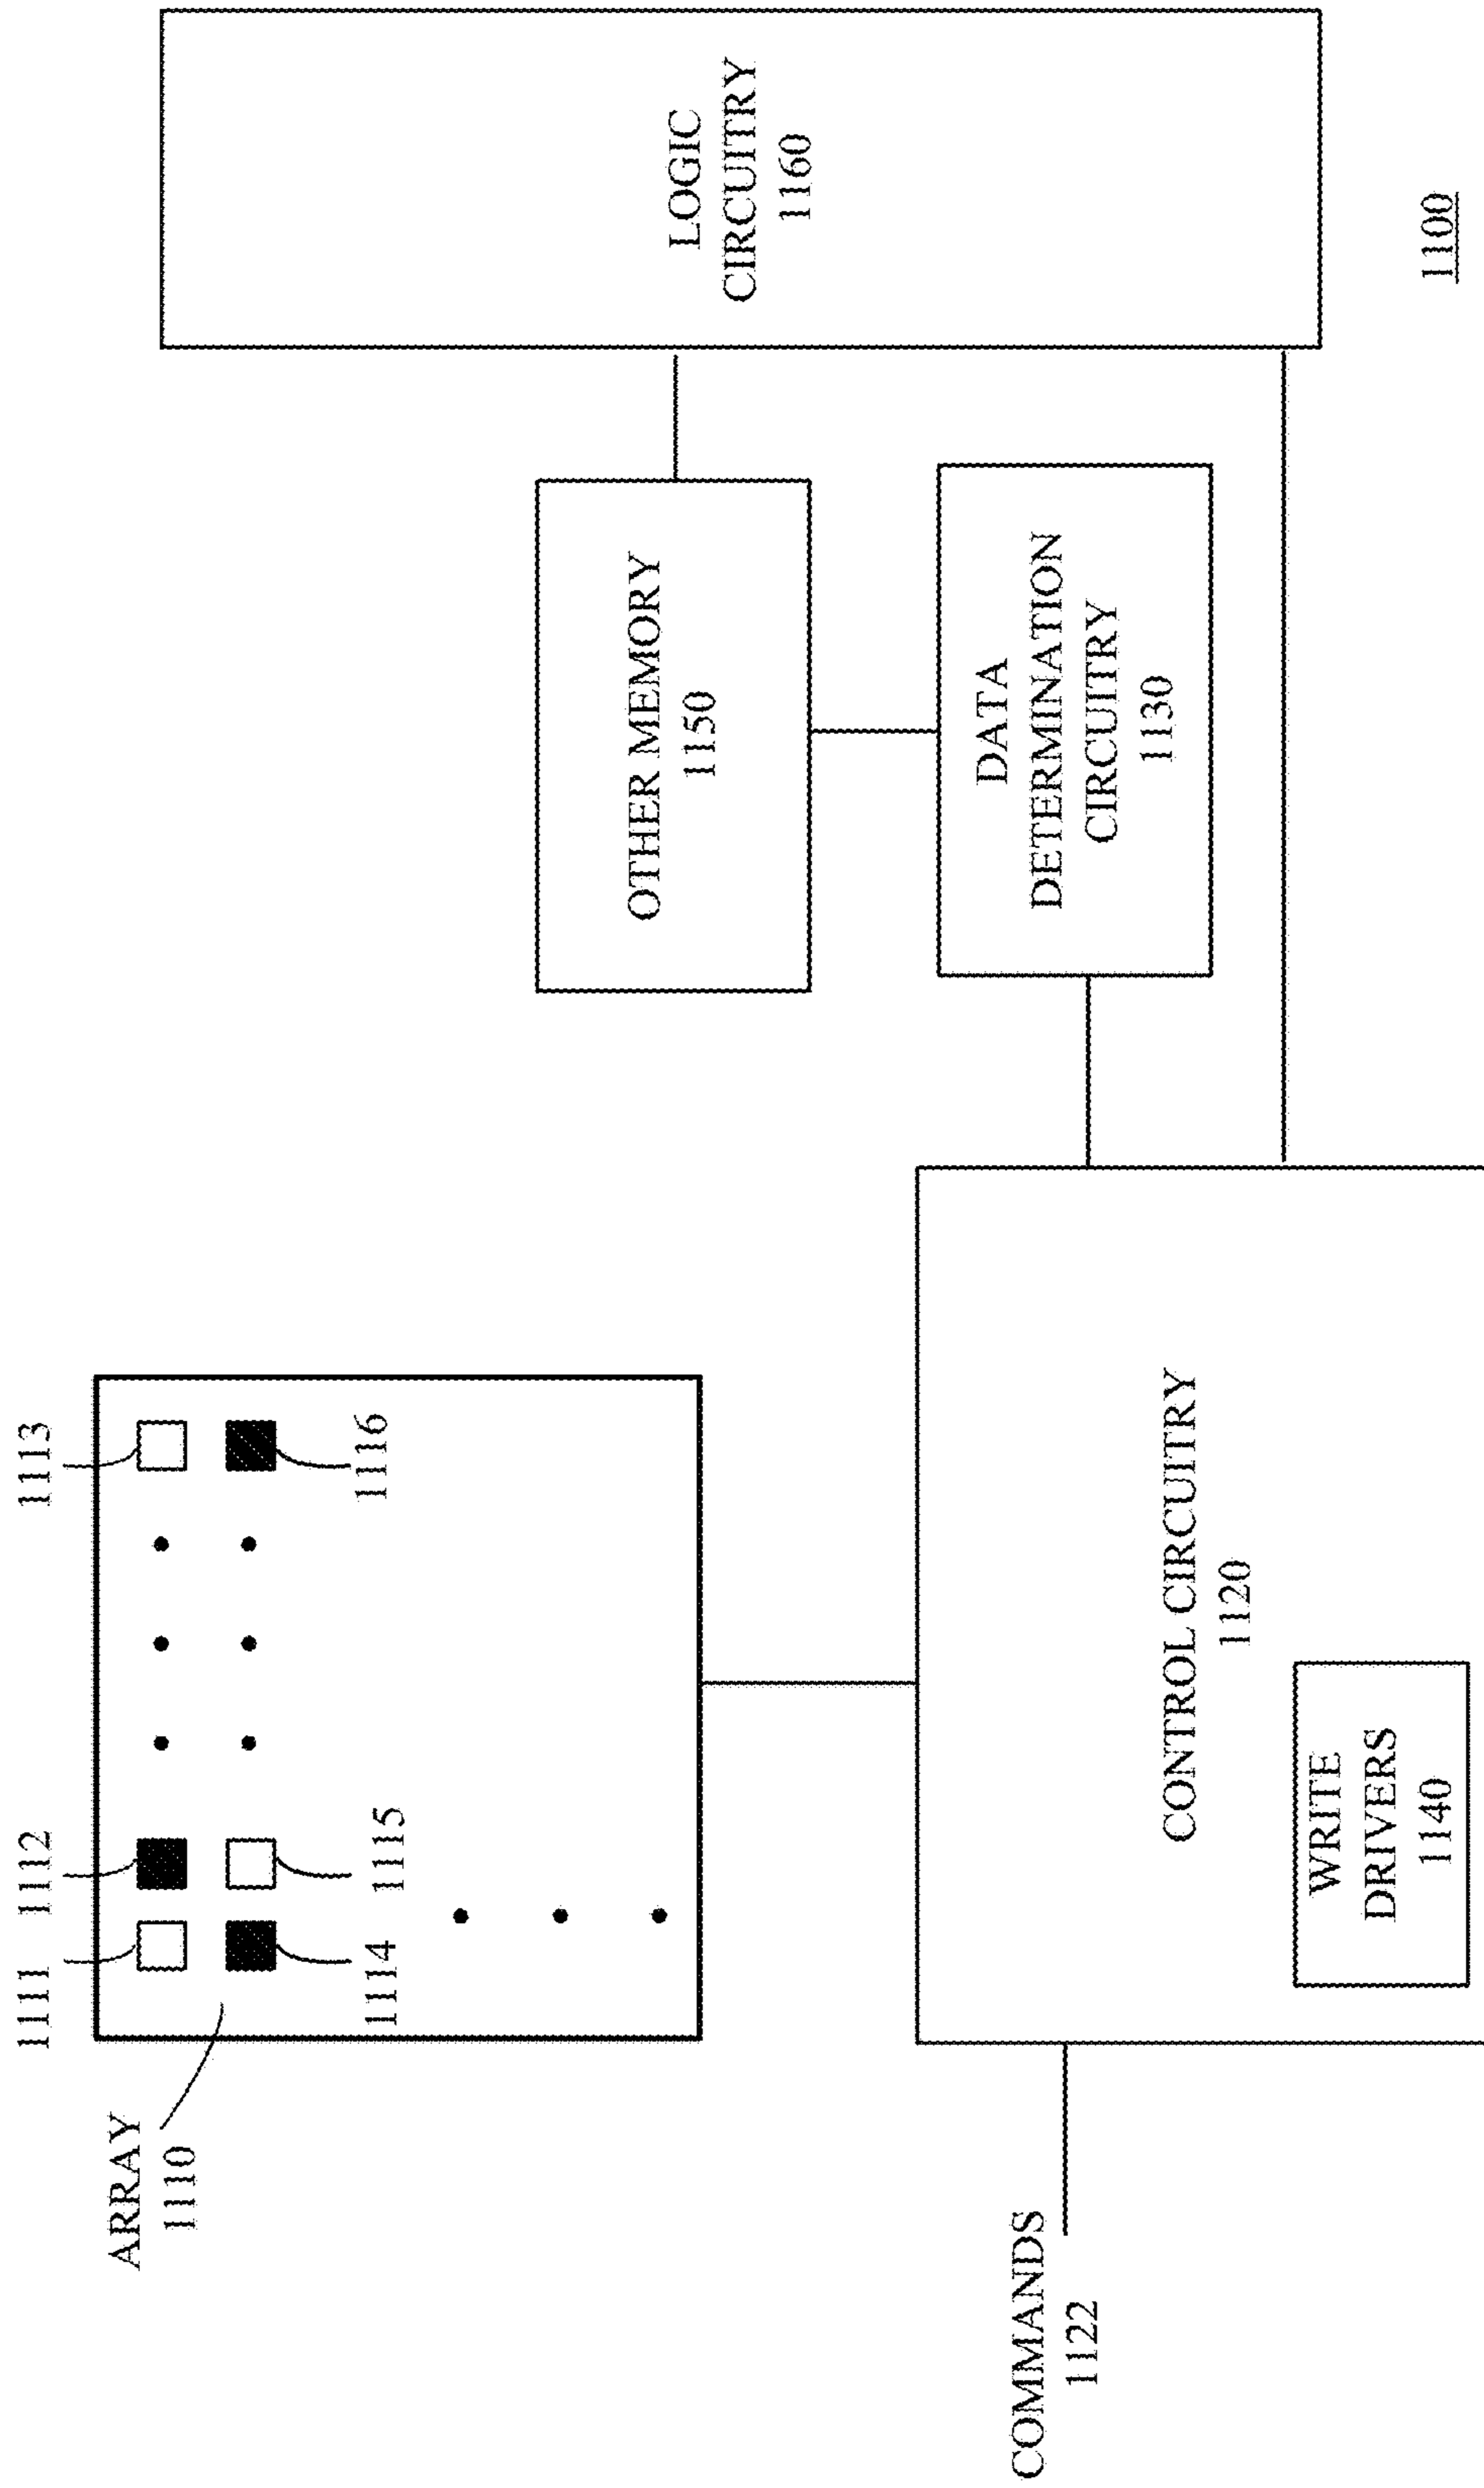 1111
1112
1113
ARRAY
1110
1114
1115
1116
COMMANDS
1122
CONTROL CIRCUITRY
1120
WRITE
DRIVERS
1140
OTHER MEMORY
1150
DATA
DETERMINATION
CIRCUITRY
1130
LOGIC
CIRCUITRY
1160
1100